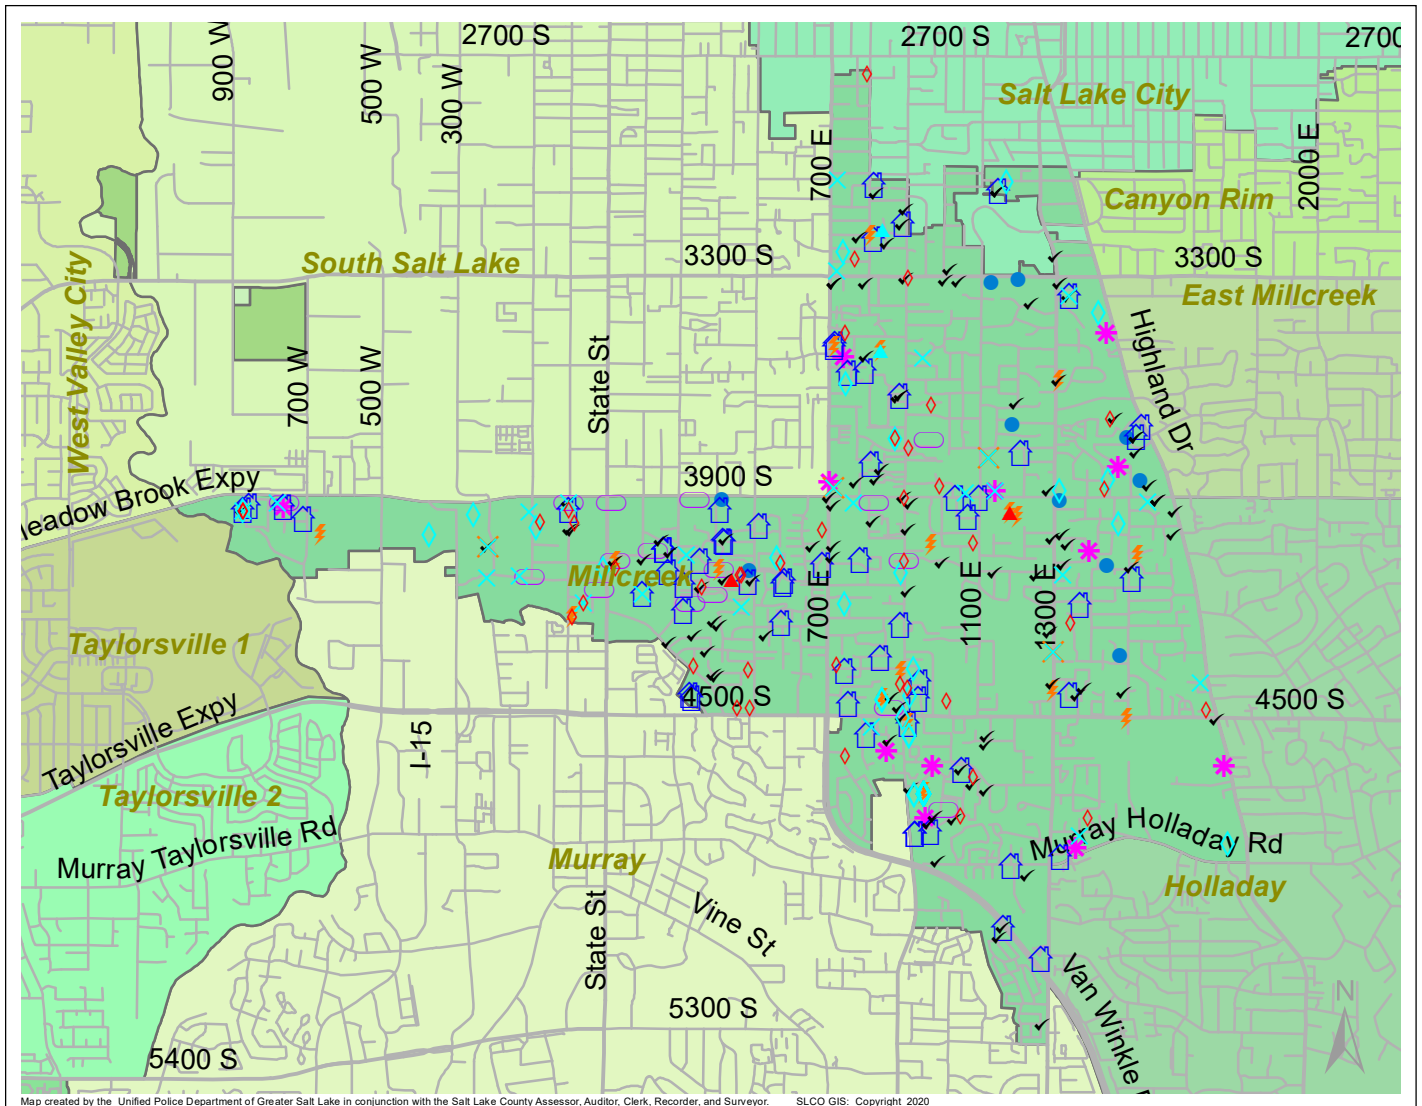 2700 S
2700 S
2700
900 W
500 W
300 W
Salt Lake City
700 E
2000 E
Canyon Rim
South Salt Lake
3300 S
3300 S
West Valley City
East Millcreek
Highland Dr
700 W
500 W
State St
3900 S
Meadow Brook Expy
Millcreek
700 E
1100 E
1300 E
Taylorsville 1
4500 S
4500 S
Taylorsville Expy
I-15
Taylorsville 2
Murray Taylorsville Rd
Murray Holladay Rd
Murray
Holladay
State St
Vine St
Van Winkle
N
5300 S
5400 S
Map created by the Unified Police Department of Greater Salt Lake in conjunction with the Salt Lake County Assessor, Auditor, Clerk, Recorder, and Surveyor. SLCO GIS: Copyright 2020